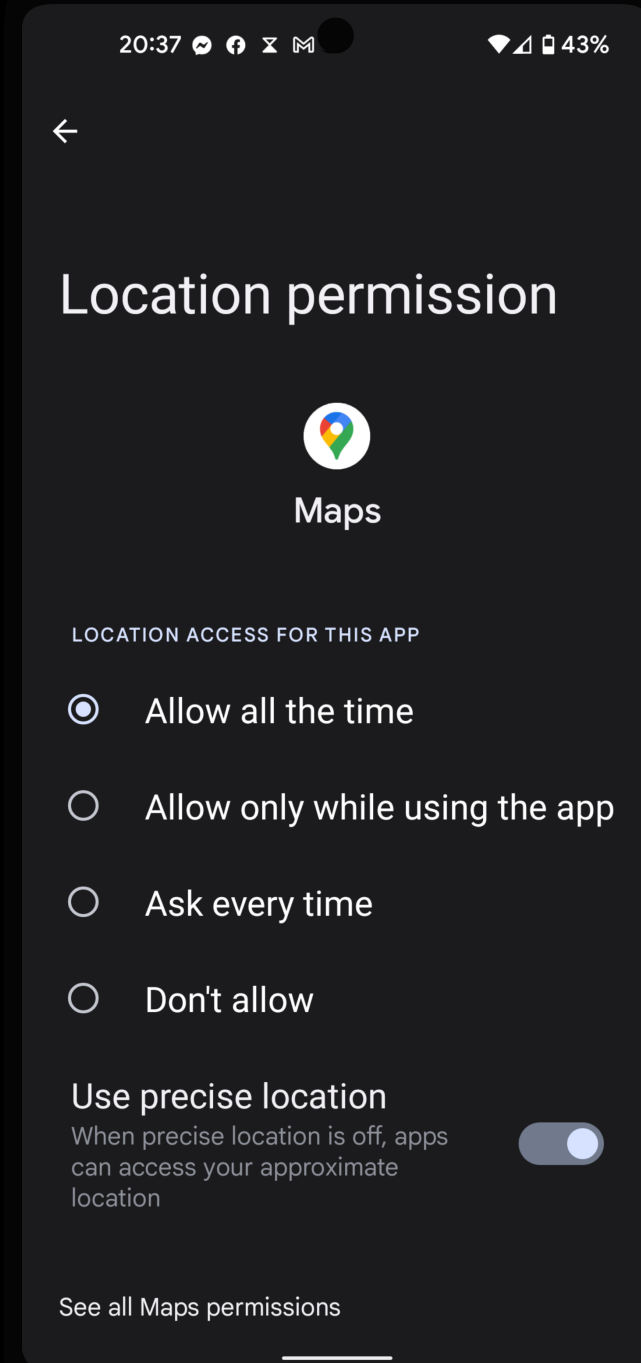 20:37 43%
Location permission
Maps
LOCATION ACCESS FOR THIS APP
Allow all the time
Allow only while using the app
Ask every time
Don't allow
Use precise location
When precise location is off, apps
can access your approximate
location
See all Maps permissions